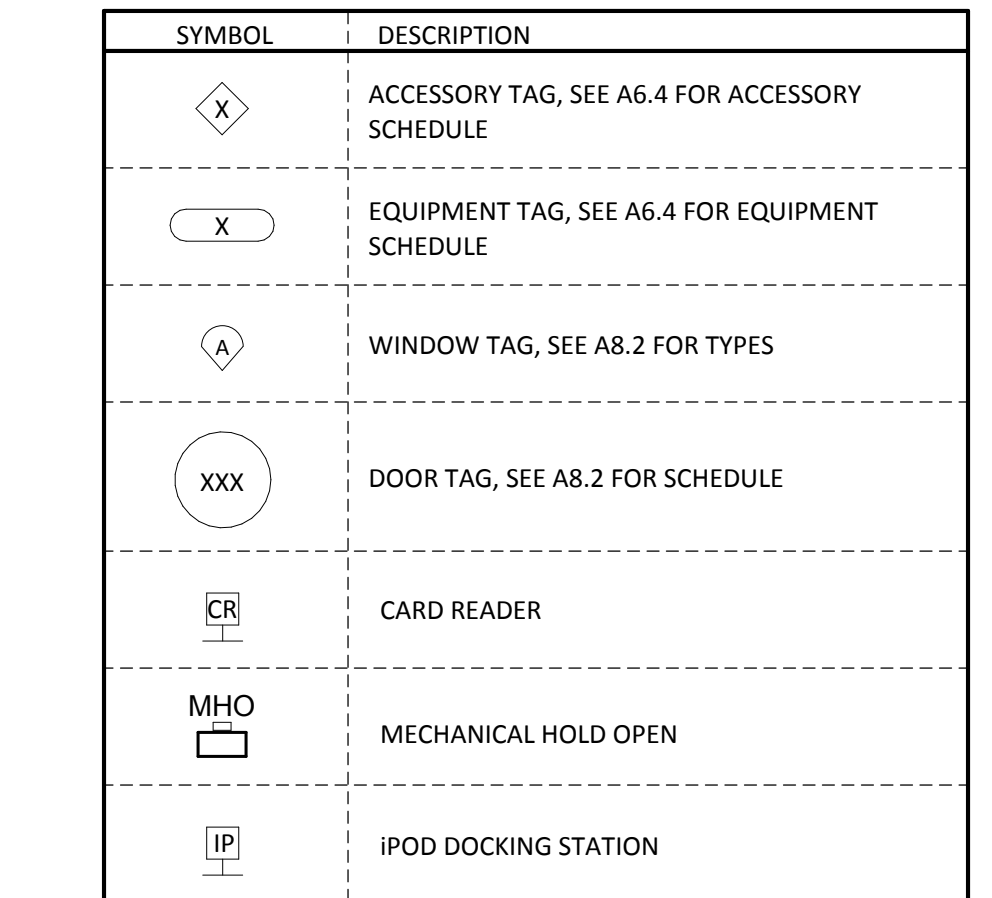 SYMBOL DESCRIPTION
X ACCESSORY TAG, SEE A6.4 FOR ACCESSORY
SCHEDULE
X EQUIPMENT TAG, SEE A6.4 FOR EQUIPMENT
SCHEDULE
A WINDOW TAG, SEE A8.2 FOR TYPES
XXX DOOR TAG, SEE A8.2 FOR SCHEDULE
CR CARD READER
MHO
MECHANICAL HOLD OPEN
IP iPOD DOCKING STATION